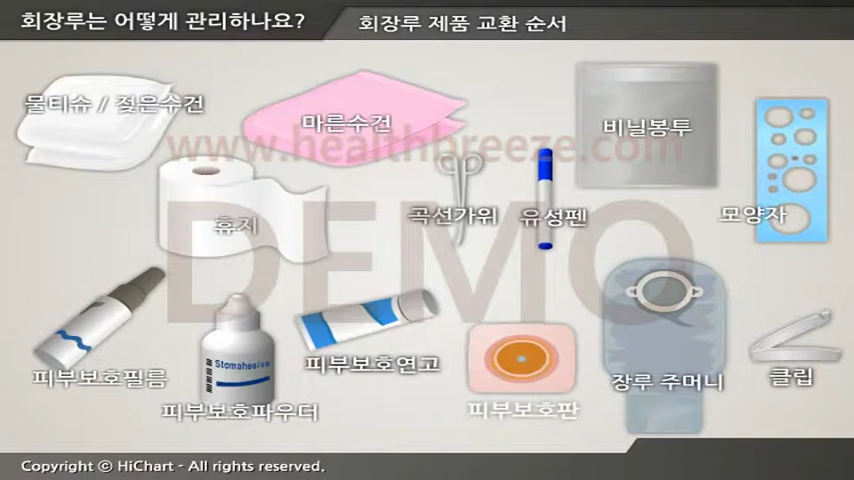 회장루는 어떻게 관리하나요?
회장루 제품 교환 순서
물티슈 / 젖은수건
마른수건
비닐봉투
www.healthbreeze.com
휴지
곡선가위
유성펜
모양자
DEMO
Stomahesive
피부보호필름
피부보호연고
장루 주머니
클립
피부보호파우더
피부보호판
Copyright ⓒ HiChart - All rights reserved.